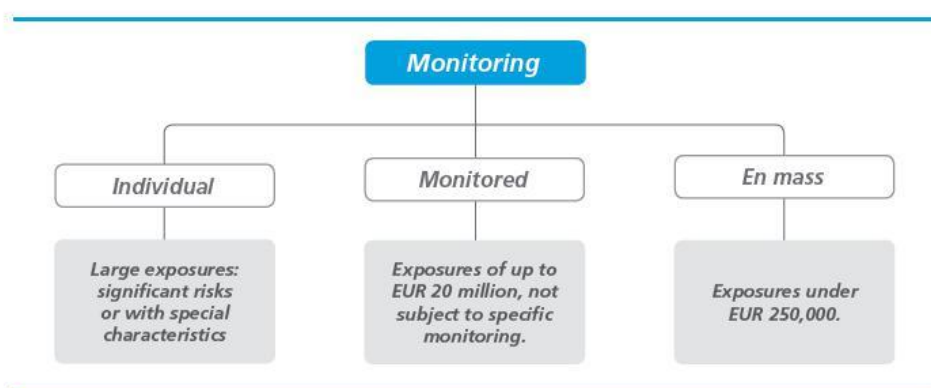 Monitoring
Individual
Monitored
En mass
Large exposures:
significant risks
or with special
characteristics
Exposures of up to
EUR 20 million, not
subject to specific
monitoring.
Exposures under
EUR 250,000.